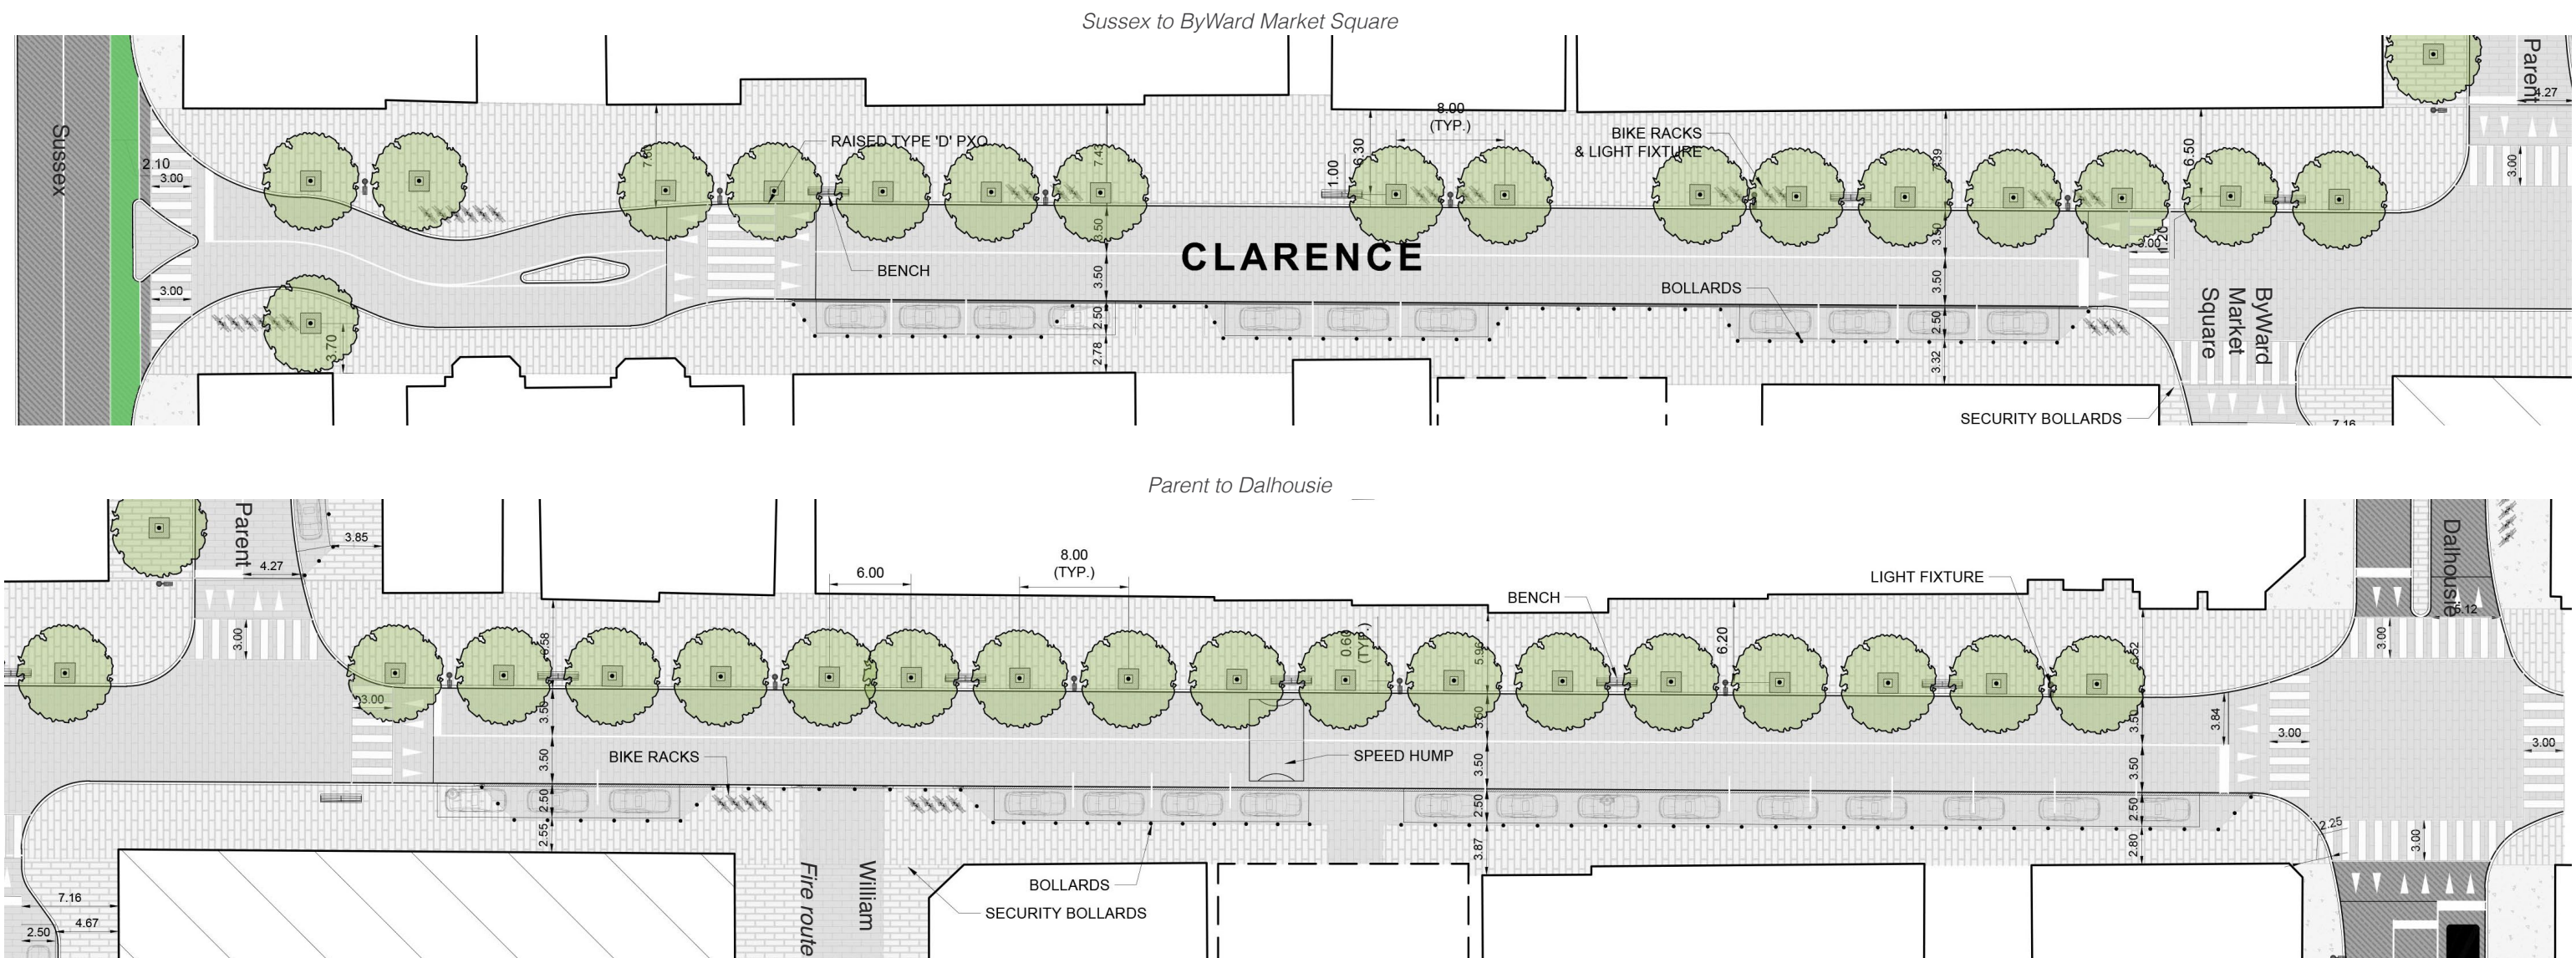 Sussex to ByWard Market Square
Sussex
2.10
3.00
3.00
3.70
RAISED TYPE 'D' PXO
BENCH
7.43
3.50
3.50
2.50
2.78
CLARENCE
1.00
6.30
8.00
(TYP.)
BIKE RACKS
& LIGHT FIXTURE
BOLLARDS
3.50
3.50
2.50
3.32
6.50
3.00
1.20
ByWard
Market
Square
SECURITY BOLLARDS
Parent
4.27
3.00
7.16
Parent to Dalhousie
Parent
4.27
3.85
3.00
3.00
6.58
3.50
3.50
2.50
2.55
7.16
4.67
2.50
BIKE RACKS
6.00
8.00
(TYP.)
William
Fire route
BOLLARDS
SECURITY BOLLARDS
SPEED HUMP
0.60
(TYP.)
BENCH
5.96
3.50
3.50
2.50
3.87
6.20
LIGHT FIXTURE
6.52
3.50
3.50
2.50
2.80
3.84
3.00
2.25
Dalhousie
6.12
3.00
3.00
3.00